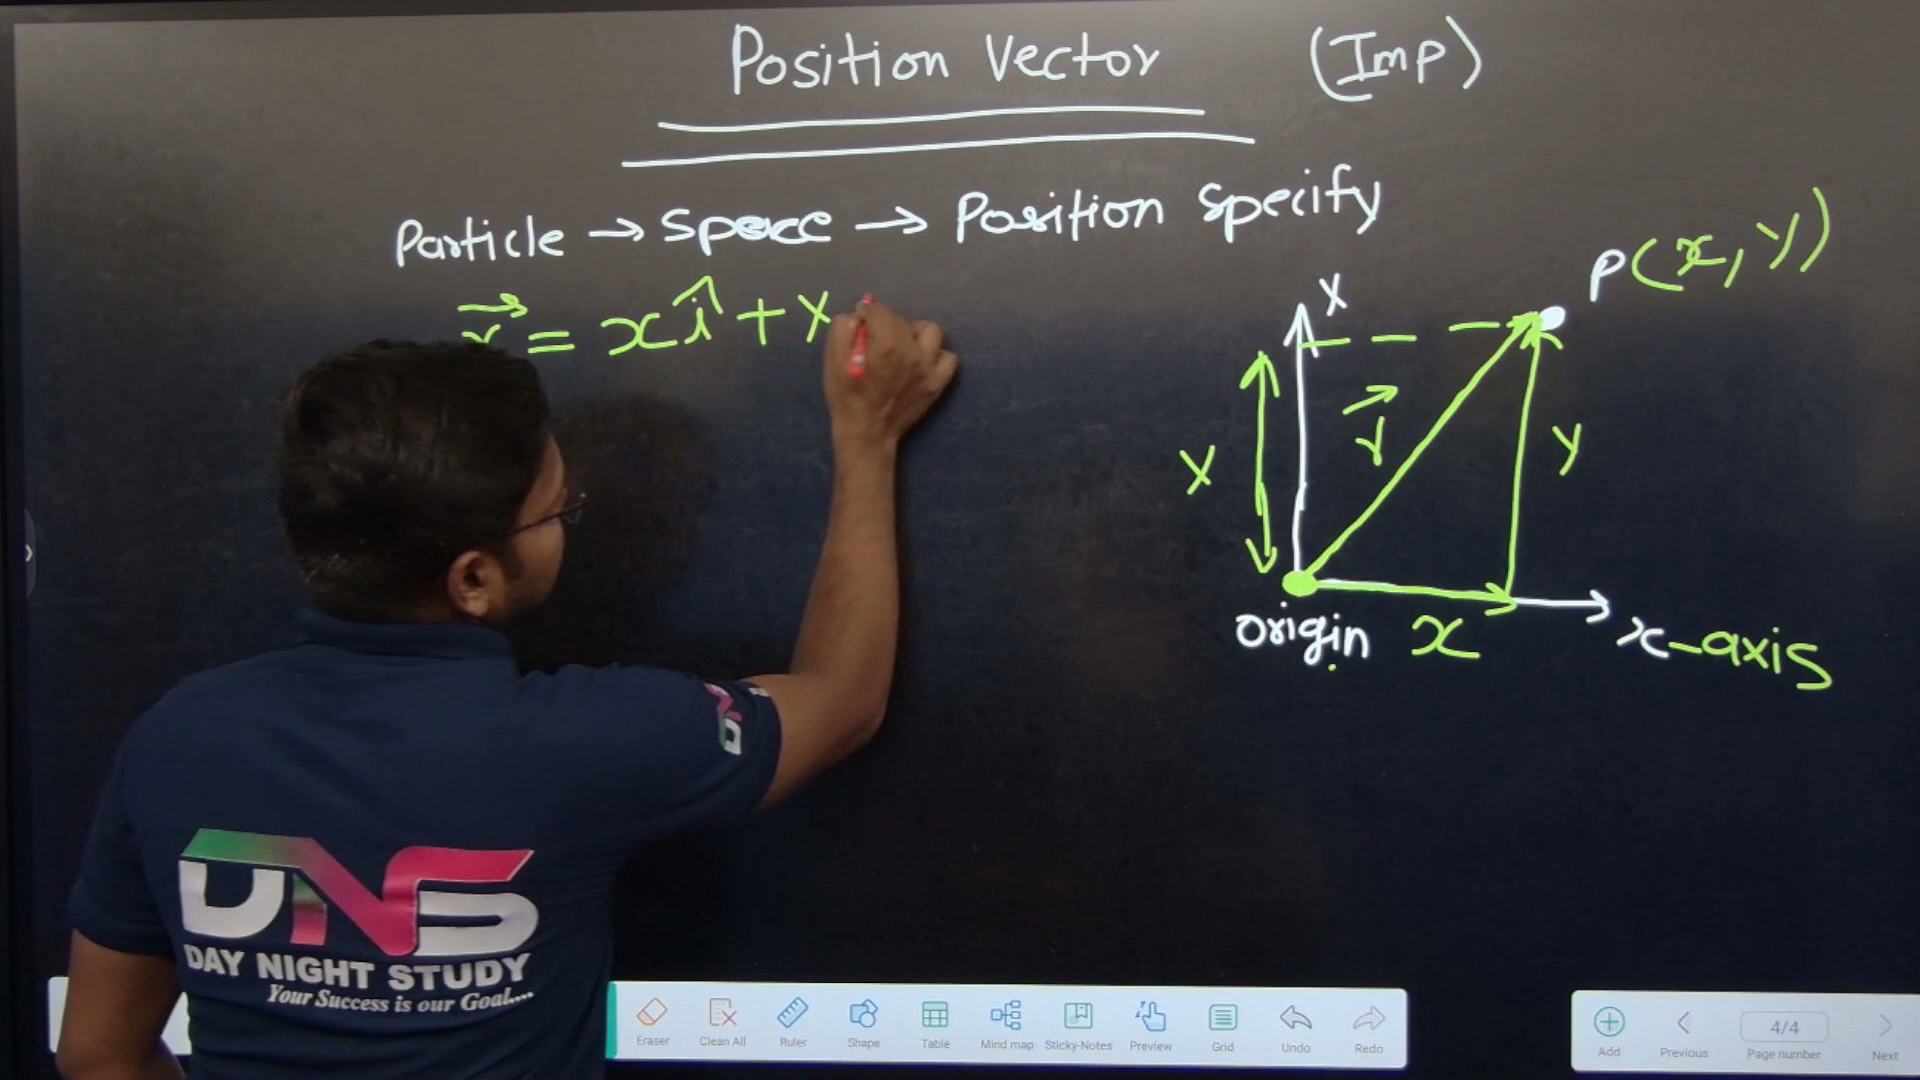 Position Vector (Imp)
Particle → Space → Position Specify
r = x î + y
P(x, y)
y
y
r
y
origin
x
x-axis
DNS
DAY NIGHT STUDY
Your Success is our Goal....
DNS
Eraser
Clean All
Ruler
Shape
Table
Mind map
Sticky-Notes
Preview
Grid
Undo
Redo
Add
Previous
4/4
Page number
Next